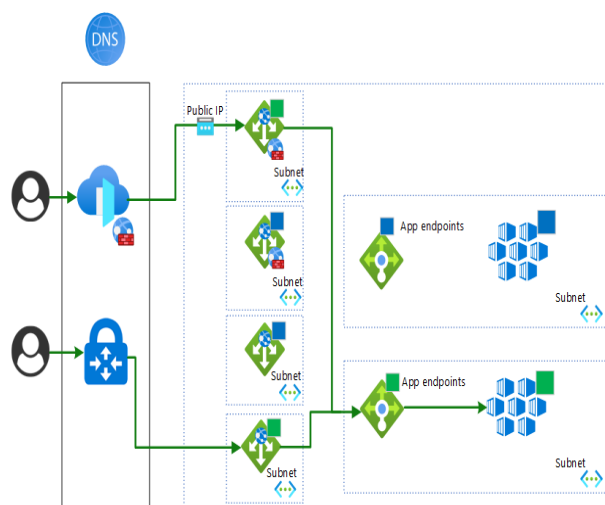 DNS
Public IP
Subnet
Subnet
Subnet
Subnet
App endpoints
Subnet
App endpoints
Subnet